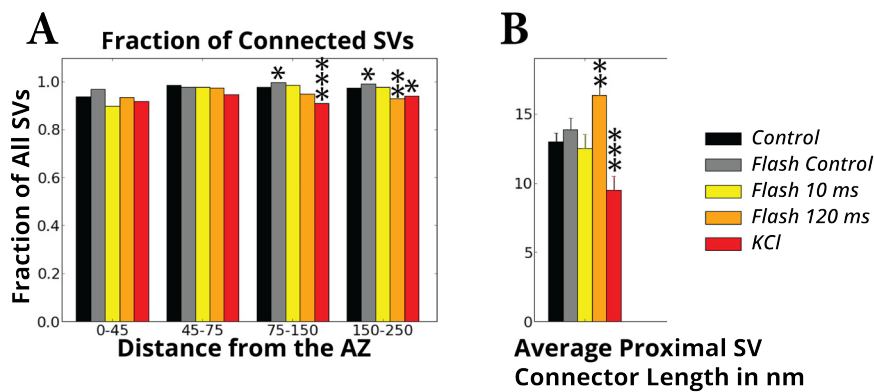 A
Fraction of Connected SVs
Fraction of All SVs
1.0
0.8
0.6
0.4
0.2
0.0
*
***
*
**
*
0-45 45-75 75-150 150-250
Distance from the AZ
B
15
10
5
0
**
***
Average Proximal SV
Connector Length in nm
Control
Flash Control
Flash 10 ms
Flash 120 ms
KCl